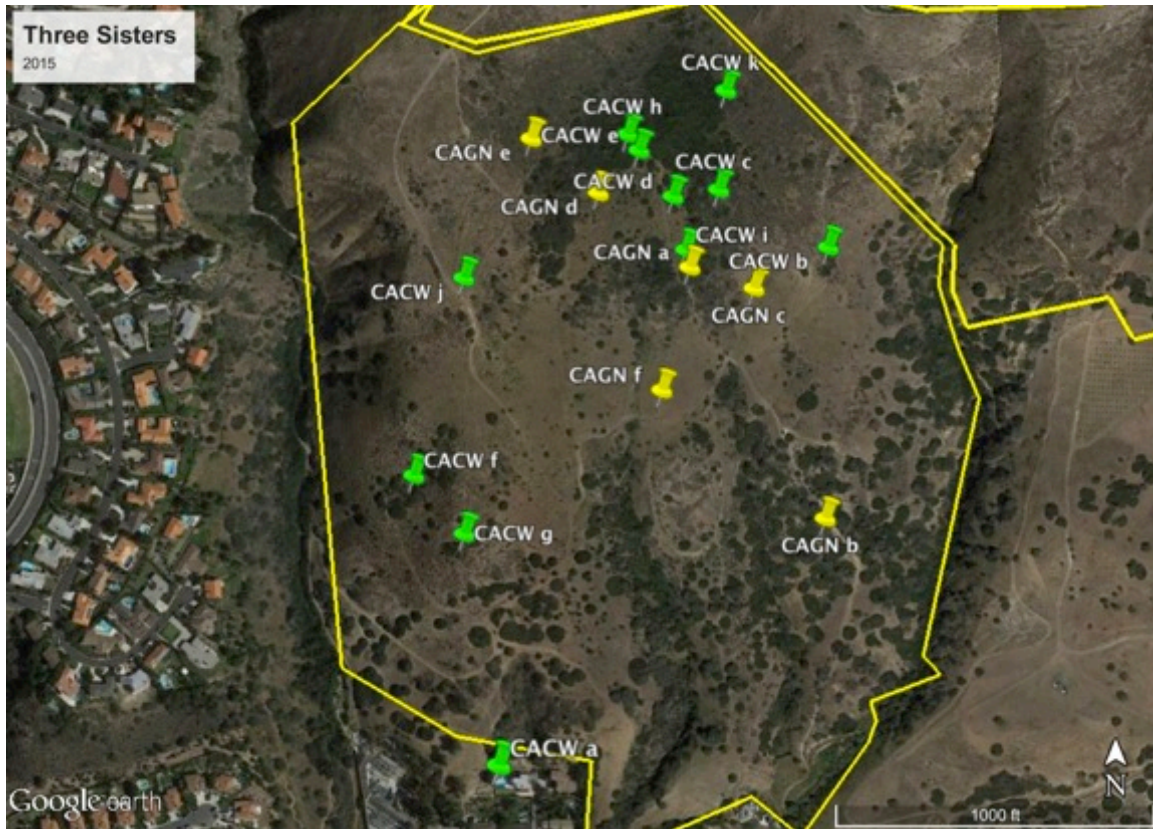 Three Sisters
2015
CACW k
CACW h
CACW e
CAGN e
CACW c
CACW d
CAGN d
CACW i
CAGN a
CACW b
CACW j
CAGN c
CAGN f
CACW f
CACW g
CAGN b
CACW a
Google earth
N
1000 ft